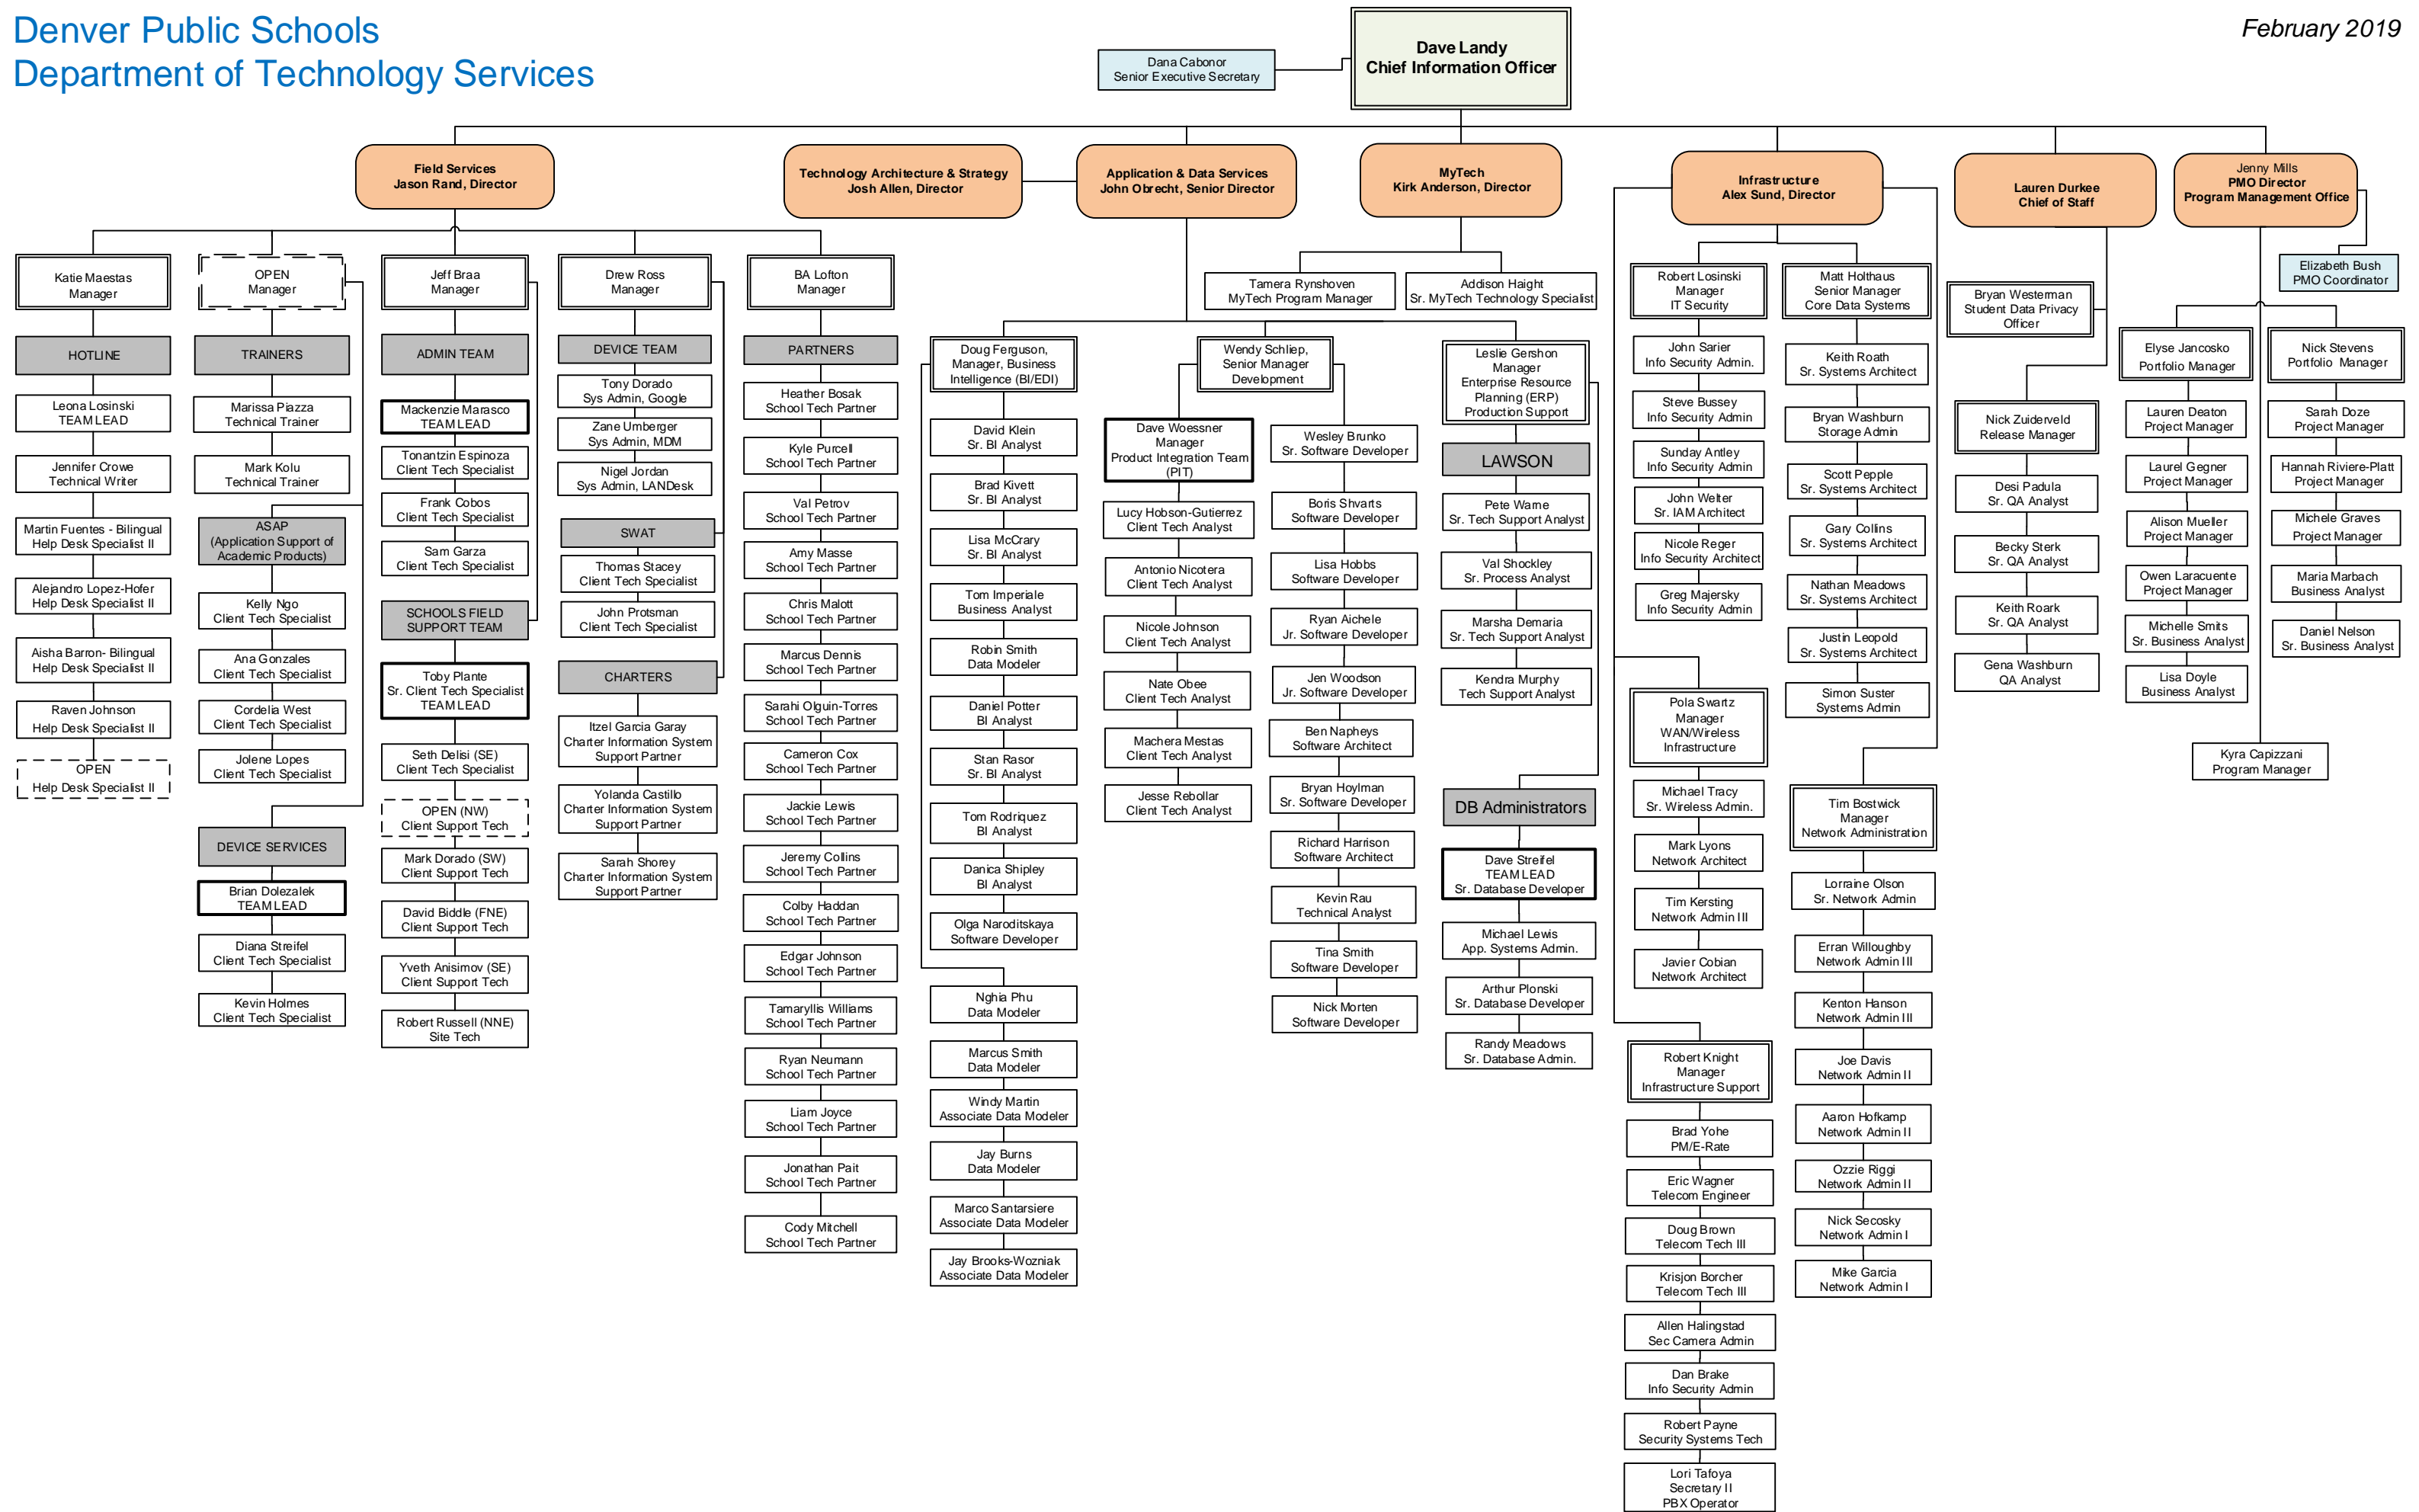 Denver Public Schools
Department of Technology Services
February 2019
Dave Landy
Chief Information Officer
Dana Cabonor
Senior Executive Secretary
Field Services
Jason Rand, Director
Technology Architecture & Strategy
Josh Allen, Director
Application & Data Services
John Obrecht, Senior Director
MyTech
Kirk Anderson, Director
Infrastructure
Alex Sund, Director
Lauren Durkee
Chief of Staff
Jenny Mills
PMO Director
Program Management Office
Elizabeth Bush
PMO Coordinator
Katie Maestas
Manager
HOTLINE
Leona Losinski
TEAM LEAD
Jennifer Crowe
Technical Writer
Martin Fuentes - Bilingual
Help Desk Specialist II
Alejandro Lopez-Hofer
Help Desk Specialist II
Aisha Barron- Bilingual
Help Desk Specialist II
Raven Johnson
Help Desk Specialist II
OPEN
Help Desk Specialist II
OPEN
Manager
TRAINERS
Marissa Piazza
Technical Trainer
Mark Kolu
Technical Trainer
ASAP
(Application Support of
Academic Products)
Kelly Ngo
Client Tech Specialist
Ana Gonzales
Client Tech Specialist
Cordelia West
Client Tech Specialist
Jolene Lopes
Client Tech Specialist
DEVICE SERVICES
Brian Dolezalek
TEAM LEAD
Diana Streifel
Client Tech Specialist
Kevin Holmes
Client Tech Specialist
Jeff Braa
Manager
ADMIN TEAM
Mackenzie Marasco
TEAM LEAD
Tonantzin Espinoza
Client Tech Specialist
Frank Cobos
Client Tech Specialist
Sam Garza
Client Tech Specialist
SCHOOLS FIELD
SUPPORT TEAM
Toby Plante
Sr. Client Tech Specialist
TEAM LEAD
Seth Delisi (SE)
Client Tech Specialist
OPEN (NW)
Client Support Tech
Mark Dorado (SW)
Client Support Tech
David Biddle (FNE)
Client Support Tech
Yveth Anisimov (SE)
Client Support Tech
Robert Russell (NNE)
Site Tech
Drew Ross
Manager
DEVICE TEAM
Tony Dorado
Sys Admin, Google
Zane Umberger
Sys Admin, MDM
Nigel Jordan
Sys Admin, LANDesk
SWAT
Thomas Stacey
Client Tech Specialist
John Protsman
Client Tech Specialist
CHARTERS
Itzel Garcia Garay
Charter Information System
Support Partner
Yolanda Castillo
Charter Information System
Support Partner
Sarah Shorey
Charter Information System
Support Partner
BA Lofton
Manager
PARTNERS
Heather Bosak
School Tech Partner
Kyle Purcell
School Tech Partner
Val Petrov
School Tech Partner
Amy Masse
School Tech Partner
Chris Malott
School Tech Partner
Marcus Dennis
School Tech Partner
Sarahi Olguin-Torres
School Tech Partner
Cameron Cox
School Tech Partner
Jackie Lewis
School Tech Partner
Jeremy Collins
School Tech Partner
Colby Haddan
School Tech Partner
Edgar Johnson
School Tech Partner
Tamaryllis Williams
School Tech Partner
Ryan Neumann
School Tech Partner
Liam Joyce
School Tech Partner
Jonathan Pait
School Tech Partner
Cody Mitchell
School Tech Partner
Doug Ferguson,
Manager, Business
Intelligence (BI/EDI)
David Klein
Sr. BI Analyst
Brad Kivett
Sr. BI Analyst
Lisa McCrary
Sr. BI Analyst
Tom Imperiale
Business Analyst
Robin Smith
Data Modeler
Daniel Potter
BI Analyst
Stan Rasor
Sr. BI Analyst
Tom Rodriquez
BI Analyst
Danica Shipley
BI Analyst
Olga Naroditskaya
Software Developer
Nghia Phu
Data Modeler
Marcus Smith
Data Modeler
Windy Martin
Associate Data Modeler
Jay Burns
Data Modeler
Marco Santarsiere
Associate Data Modeler
Jay Brooks-Wozniak
Associate Data Modeler
Wendy Schliep,
Senior Manager
Development
Dave Woessner
Manager
Product Integration Team
(PIT)
Lucy Hobson-Gutierrez
Client Tech Analyst
Antonio Nicotera
Client Tech Analyst
Nicole Johnson
Client Tech Analyst
Nate Obee
Client Tech Analyst
Machera Mestas
Client Tech Analyst
Jesse Rebollar
Client Tech Analyst
Wesley Brunko
Sr. Software Developer
Boris Shvarts
Software Developer
Lisa Hobbs
Software Developer
Ryan Aichele
Jr. Software Developer
Jen Woodson
Jr. Software Developer
Ben Napheys
Software Architect
Bryan Hoylman
Sr. Software Developer
Richard Harrison
Software Architect
Kevin Rau
Technical Analyst
Tina Smith
Software Developer
Nick Morten
Software Developer
Tamera Rynshoven
MyTech Program Manager
Addison Haight
Sr. MyTech Technology Specialist
Leslie Gershon
Manager
Enterprise Resource
Planning (ERP)
Production Support
LAWSON
Pete Warne
Sr. Tech Support Analyst
Val Shockley
Sr. Process Analyst
Marsha Demaria
Sr. Tech Support Analyst
Kendra Murphy
Tech Support Analyst
DB Administrators
Dave Streifel
TEAM LEAD
Sr. Database Developer
Michael Lewis
App. Systems Admin.
Arthur Plonski
Sr. Database Developer
Randy Meadows
Sr. Database Admin.
Robert Losinski
Manager
IT Security
John Sarier
Info Security Admin.
Steve Bussey
Info Security Admin
Sunday Antley
Info Security Admin
John Welter
Sr. IAM Architect
Nicole Reger
Info Security Architect
Greg Majersky
Info Security Admin
Pola Swartz
Manager
WAN/Wireless
Infrastructure
Michael Tracy
Sr. Wireless Admin.
Mark Lyons
Network Architect
Tim Kersting
Network Admin III
Javier Cobian
Network Architect
Robert Knight
Manager
Infrastructure Support
Brad Yohe
PM/E-Rate
Eric Wagner
Telecom Engineer
Doug Brown
Telecom Tech III
Krisjon Borcher
Telecom Tech III
Allen Halingstad
Sec Camera Admin
Dan Brake
Info Security Admin
Robert Payne
Security Systems Tech
Lori Tafoya
Secretary II
PBX Operator
Matt Holthaus
Senior Manager
Core Data Systems
Keith Roath
Sr. Systems Architect
Bryan Washburn
Storage Admin
Scott Pepple
Sr. Systems Architect
Gary Collins
Sr. Systems Architect
Nathan Meadows
Sr. Systems Architect
Justin Leopold
Sr. Systems Architect
Simon Suster
Systems Admin
Tim Bostwick
Manager
Network Administration
Lorraine Olson
Sr. Network Admin
Erran Willoughby
Network Admin III
Kenton Hanson
Network Admin III
Joe Davis
Network Admin II
Aaron Hofkamp
Network Admin II
Ozzie Riggi
Network Admin II
Nick Secosky
Network Admin I
Mike Garcia
Network Admin I
Bryan Westerman
Student Data Privacy
Officer
Nick Zuiderveld
Release Manager
Desi Padula
Sr. QA Analyst
Becky Sterk
Sr. QA Analyst
Keith Roark
Sr. QA Analyst
Gena Washburn
QA Analyst
Elyse Jancosko
Portfolio Manager
Lauren Deaton
Project Manager
Laurel Gegner
Project Manager
Alison Mueller
Project Manager
Owen Laracuente
Project Manager
Michelle Smits
Sr. Business Analyst
Lisa Doyle
Business Analyst
Nick Stevens
Portfolio Manager
Sarah Doze
Project Manager
Hannah Riviere-Platt
Project Manager
Michele Graves
Project Manager
Maria Marbach
Business Analyst
Daniel Nelson
Sr. Business Analyst
Kyra Capizzani
Program Manager